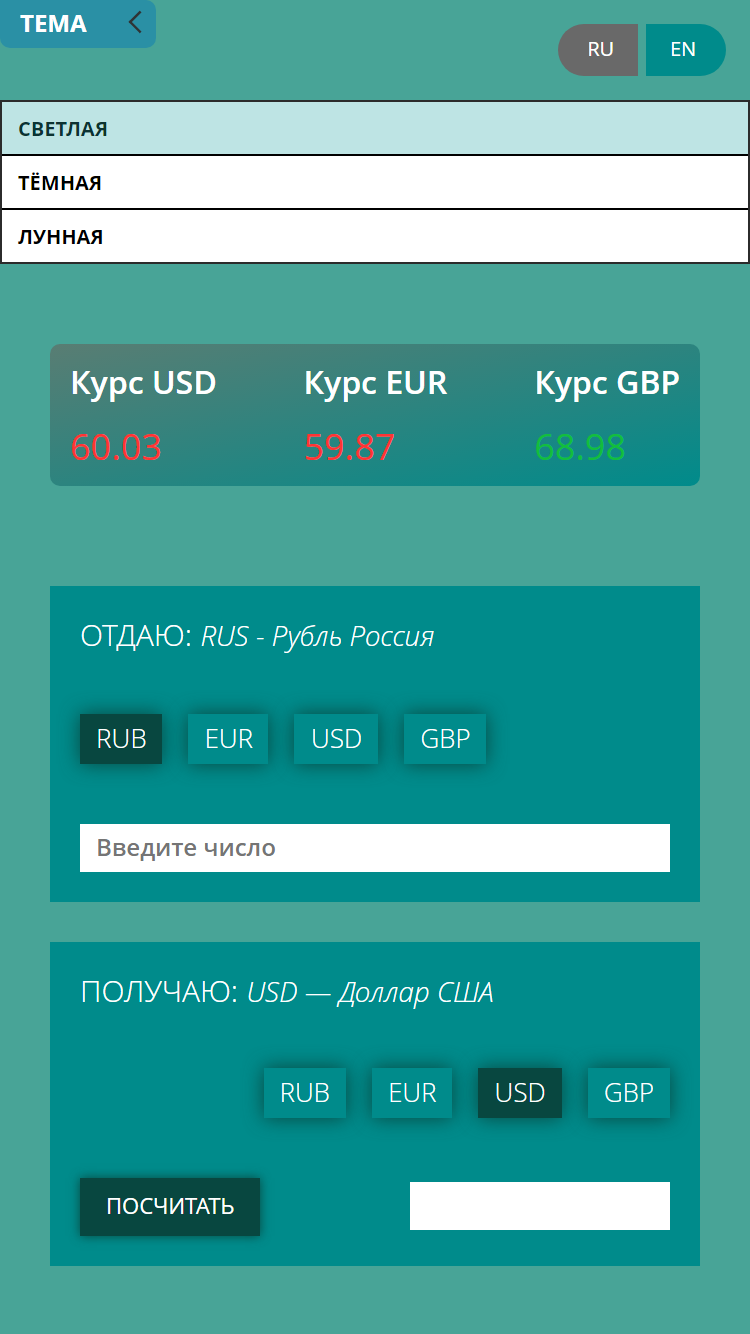 ТЕМА
RU EN
СВЕТЛАЯ
ТЁМНАЯ
ЛУННАЯ
Курс USD Курс EUR Курс GBP
60.03 59.87 68.98
ОТДАЮ: RUS - Рубль Россия
RUB EUR USD GBP
Введите число
ПОЛУЧАЮ: USD — Доллар США
RUB EUR USD GBP
ПОСЧИТАТЬ